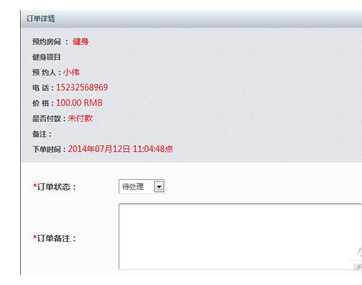 订单详情
预约房间 : 健身
健身项目
预 约人：小伟
电 话：15232568969
价 格：100.00 RMB
是否付款：未付款
备注：
下单时间：2014年07月12日 11:04:48点
*订单状态： 待处理
*订单备注：